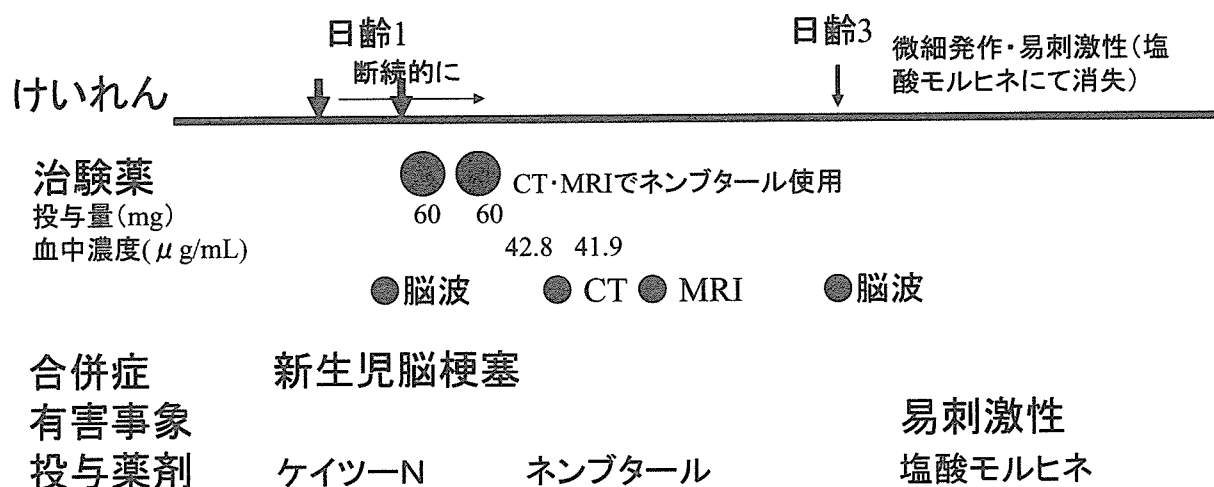 日齢1
日齢3
断続的に
微細発作・易刺激性(塩
酸モルヒネにて消失)
けいれん
治験薬
CT・MRIでネンブタール使用
投与量(mg)
60 60
血中濃度(μg/mL)
42.8 41.9
脳波 CT MRI 脳波
合併症 新生児脳梗塞
有害事象 易刺激性
投与薬剤 ケイツーN ネンブタール 塩酸モルヒネ